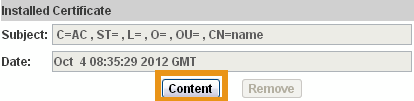 Installed Certificate
Subject: C=AC , ST= , L= , O= , OU= , CN=name
Date: Oct 4 08:35:29 2012 GMT
Content Remove